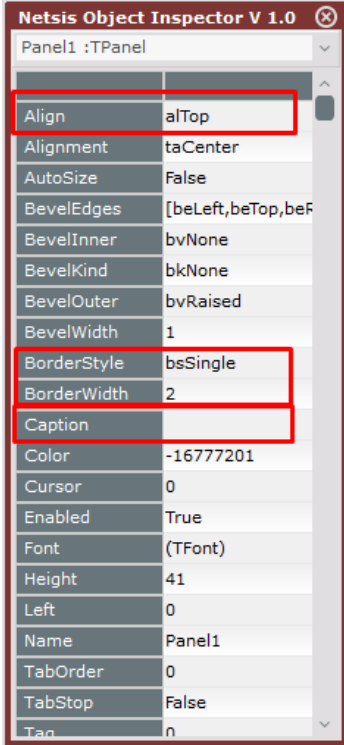 Netsis Object Inspector V 1.0
Panel1 :TPanel
Align alTop
Alignment taCenter
AutoSize False
BevelEdges [beLeft,beTop,beR
BevelInner bvNone
BevelKind bkNone
BevelOuter bvRaised
BevelWidth 1
BorderStyle bsSingle
BorderWidth 2
Caption
Color -16777201
Cursor 0
Enabled True
Font (TFont)
Height 41
Left 0
Name Panel1
TabOrder 0
TabStop False
Tag 0